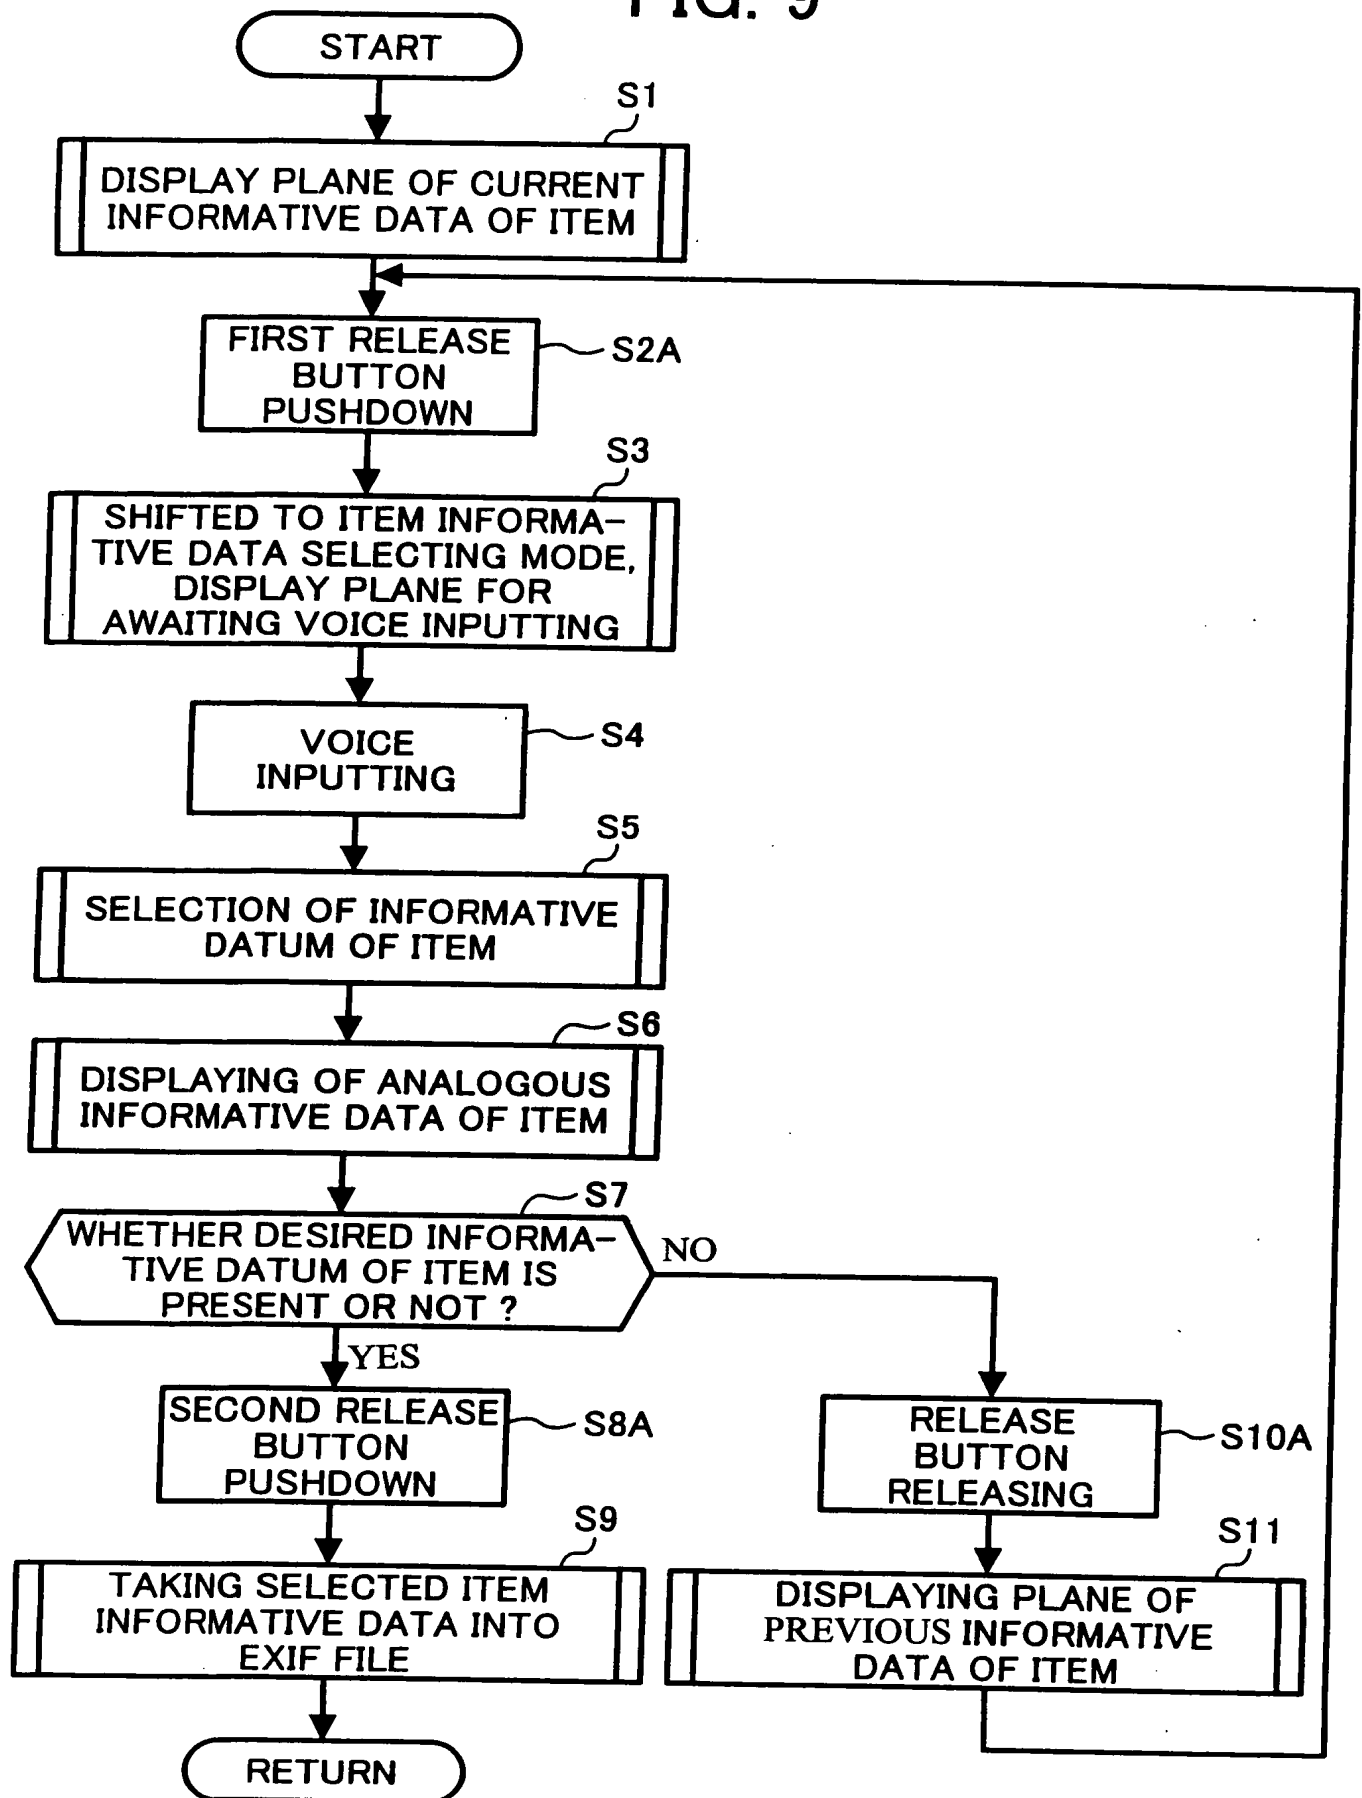 FIG. 9
START
S1
DISPLAY PLANE OF CURRENT
INFORMATIVE DATA OF ITEM
FIRST RELEASE
BUTTON
PUSHDOWN
S2A
S3
SHIFTED TO ITEM INFORMA-
TIVE DATA SELECTING MODE,
DISPLAY PLANE FOR
AWAITING VOICE INPUTTING
VOICE
INPUTTING
S4
S5
SELECTION OF INFORMATIVE
DATUM OF ITEM
S6
DISPLAYING OF ANALOGOUS
INFORMATIVE DATA OF ITEM
S7
WHETHER DESIRED INFORMA-
TIVE DATUM OF ITEM IS
PRESENT OR NOT ?
NO
YES
SECOND RELEASE
BUTTON
PUSHDOWN
S8A
RELEASE
BUTTON
RELEASING
S10A
S9
TAKING SELECTED ITEM
INFORMATIVE DATA INTO
EXIF FILE
S11
DISPLAYING PLANE OF
PREVIOUS INFORMATIVE
DATA OF ITEM
RETURN